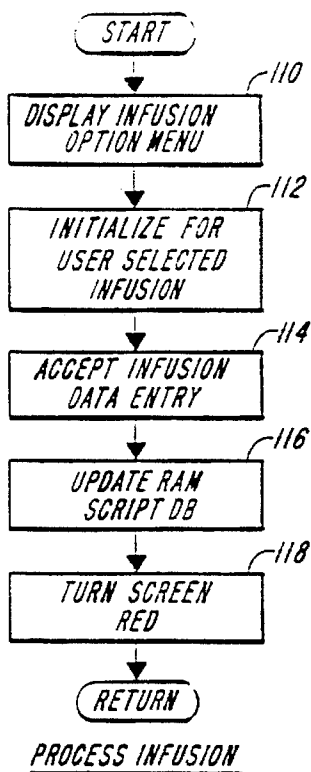 START
110
DISPLAY INFUSION
OPTION MENU
112
INITIALIZE FOR
USER SELECTED
INFUSION
114
ACCEPT INFUSION
DATA ENTRY
116
UPDATE RAM
SCRIPT DB
118
TURN SCREEN
RED
RETURN
PROCESS INFUSION